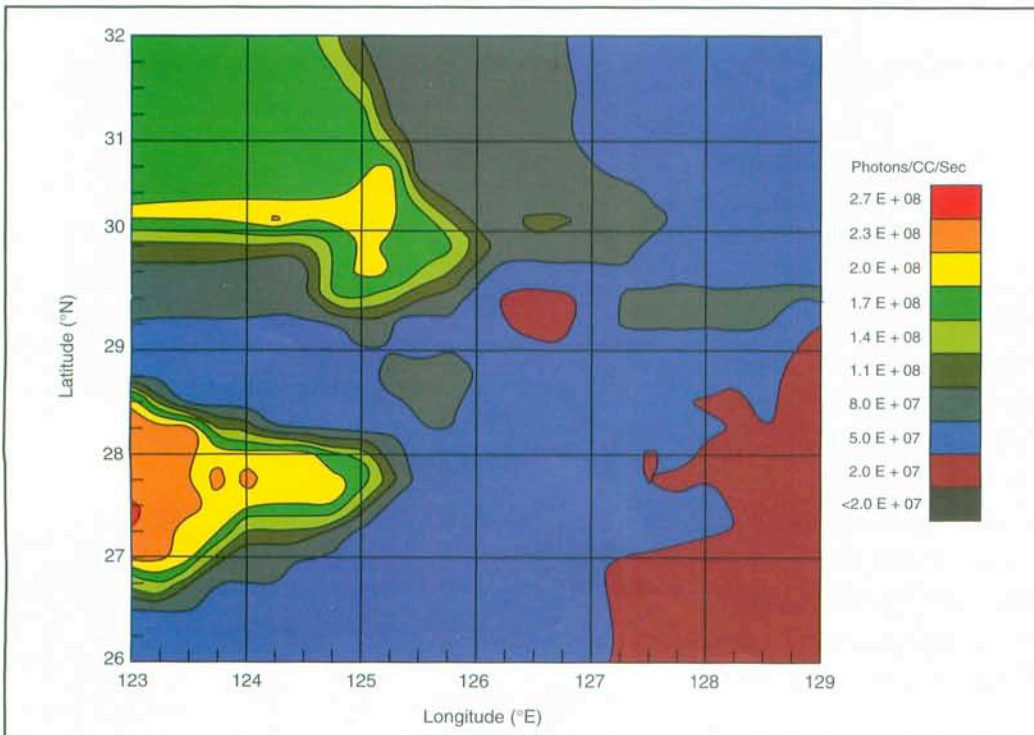 32
31
30
29
28
27
26
Latitude (°N)
123 124 125 126 127 128 129
Longitude (°E)
Photons/CC/Sec
2.7 E + 08
2.3 E + 08
2.0 E + 08
1.7 E + 08
1.4 E + 08
1.1 E + 08
8.0 E + 07
5.0 E + 07
2.0 E + 07
<2.0 E + 07